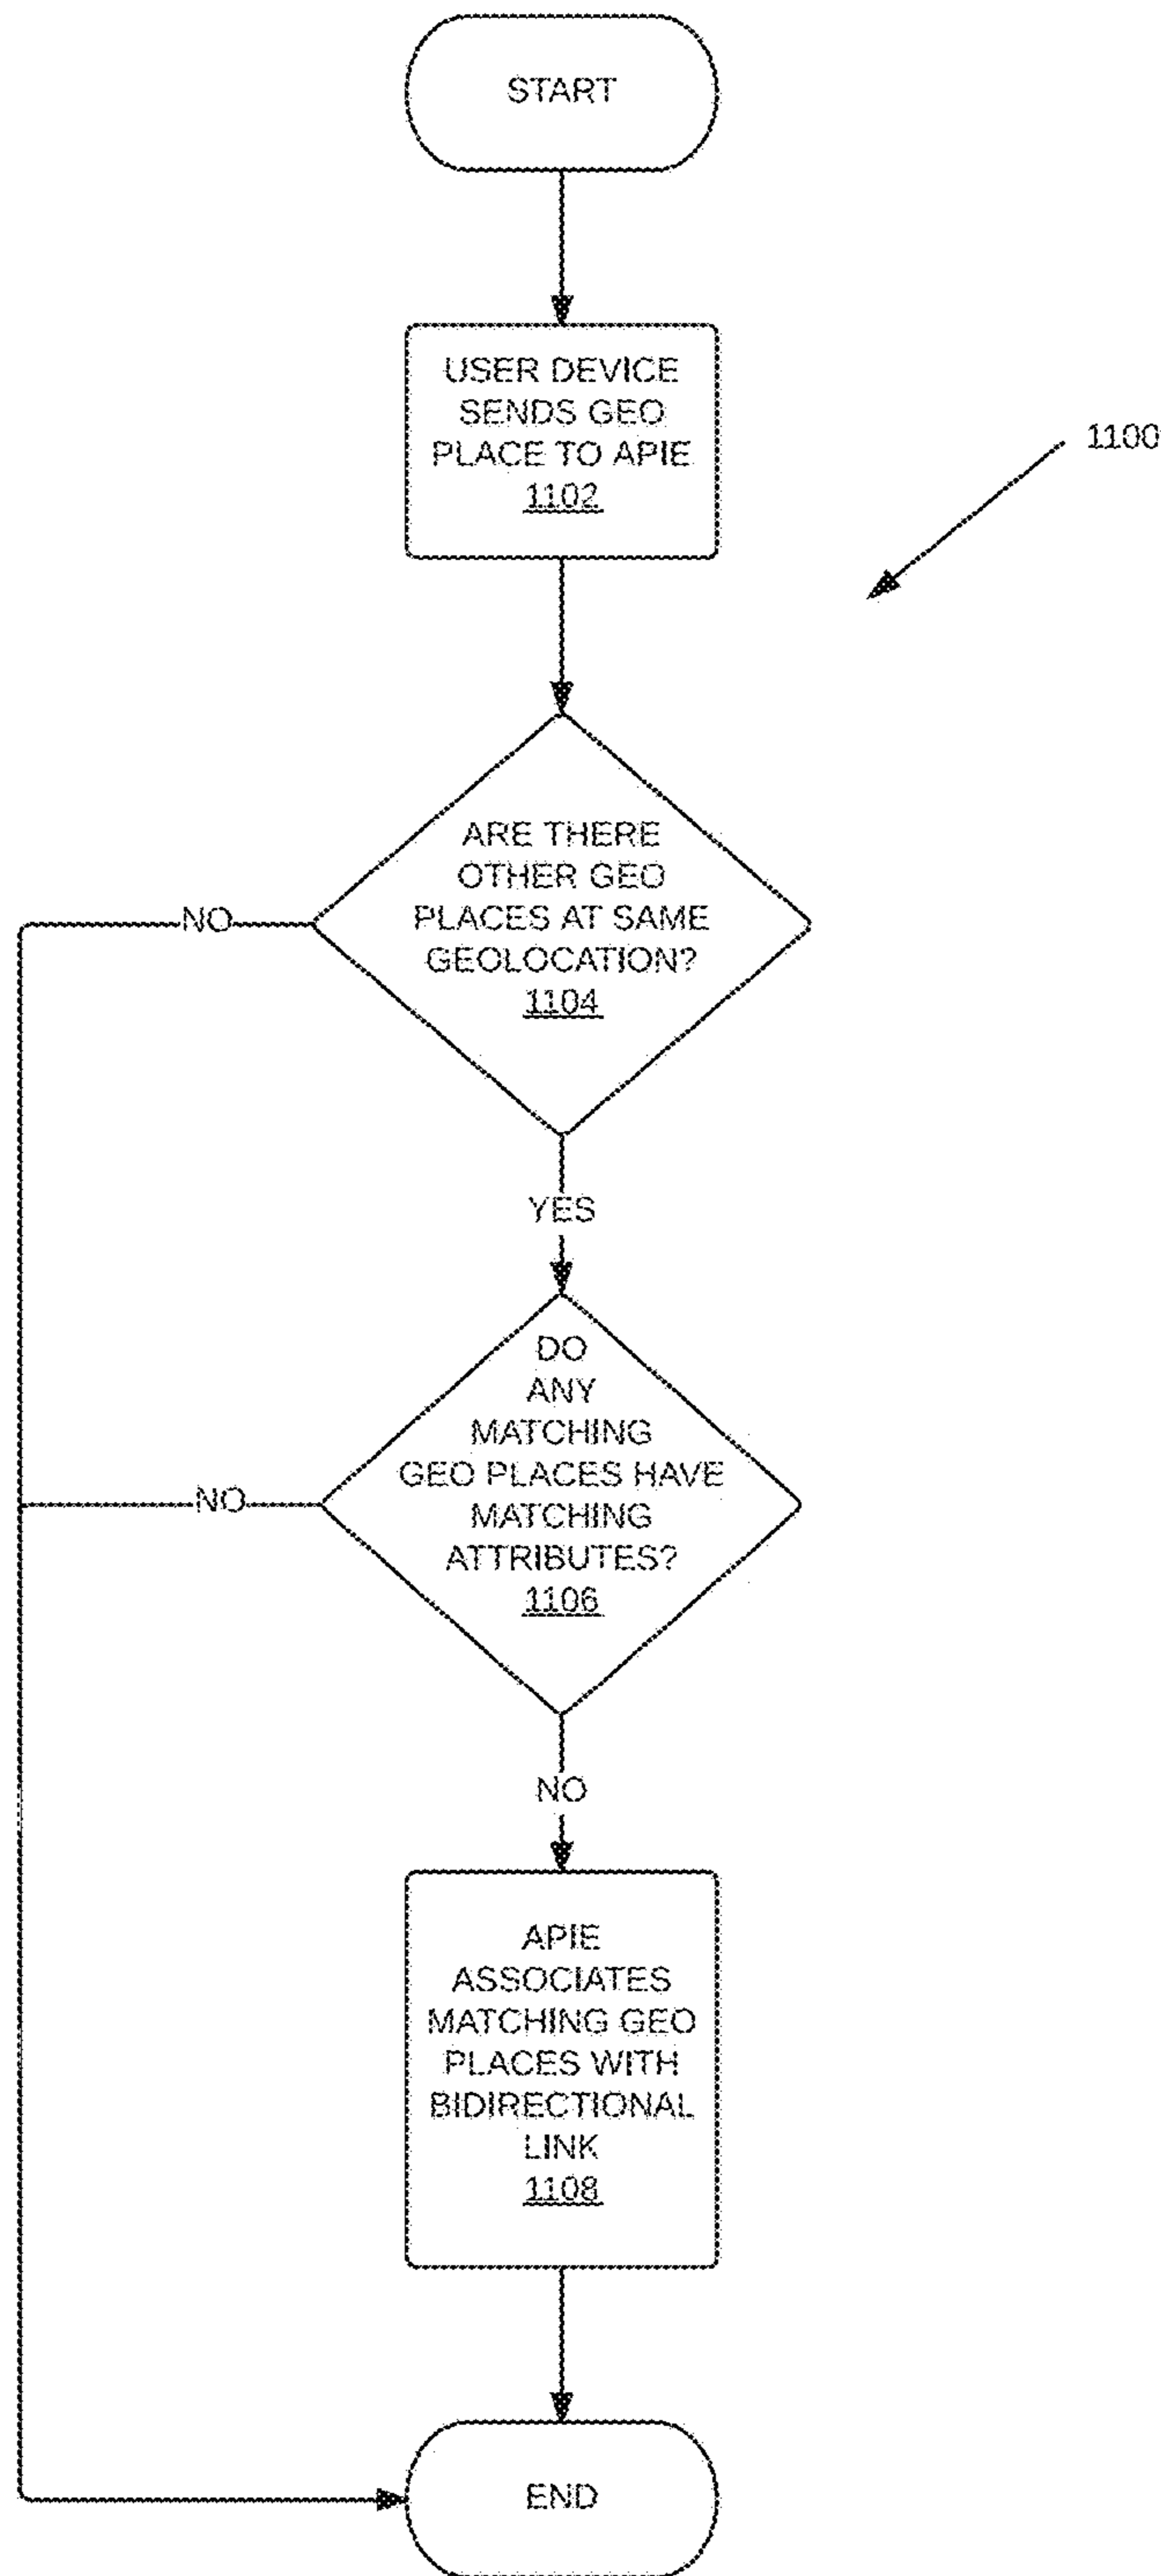 START
USER DEVICE
SENDS GEO
PLACE TO APIE
1102
1100
ARE THERE
OTHER GEO
PLACES AT SAME
GEOLOCATION?
1104
NO
YES
DO
ANY
MATCHING
GEO PLACES HAVE
MATCHING
ATTRIBUTES?
1106
NO
NO
APIE
ASSOCIATES
MATCHING GEO
PLACES WITH
BIDIRECTIONAL
LINK
1108
END